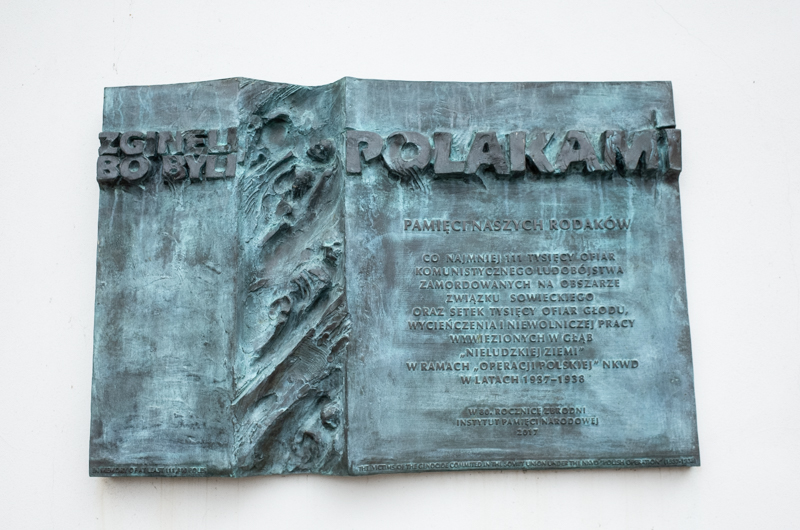 ZGINĘLI
BO BYLI
POLAKAMI
PAMIĘCI NASZYCH RODAKÓW
CO NAJMNIEJ 111 TYSIĘCY OFIAR
KOMUNISTYCZNEGO LUDOBÓJSTWA
ZAMORDOWANYCH NA OBSZARZE
ZWIĄZKU SOWIECKIEGO
ORAZ SETEK TYSIĘCY OFIAR GŁODU,
WYCIEŃCZENIA I NIEWOLNICZEJ PRACY
WYWIEZIONYCH W GŁĄB
„NIELUDZKIEJ ZIEMI”
W RAMACH „OPERACJI POLSKIEJ” NKWD
W LATACH 1937–1938
W 80. ROCZNICĘ ZBRODNI
INSTYTUT PAMIĘCI NARODOWEJ
2017